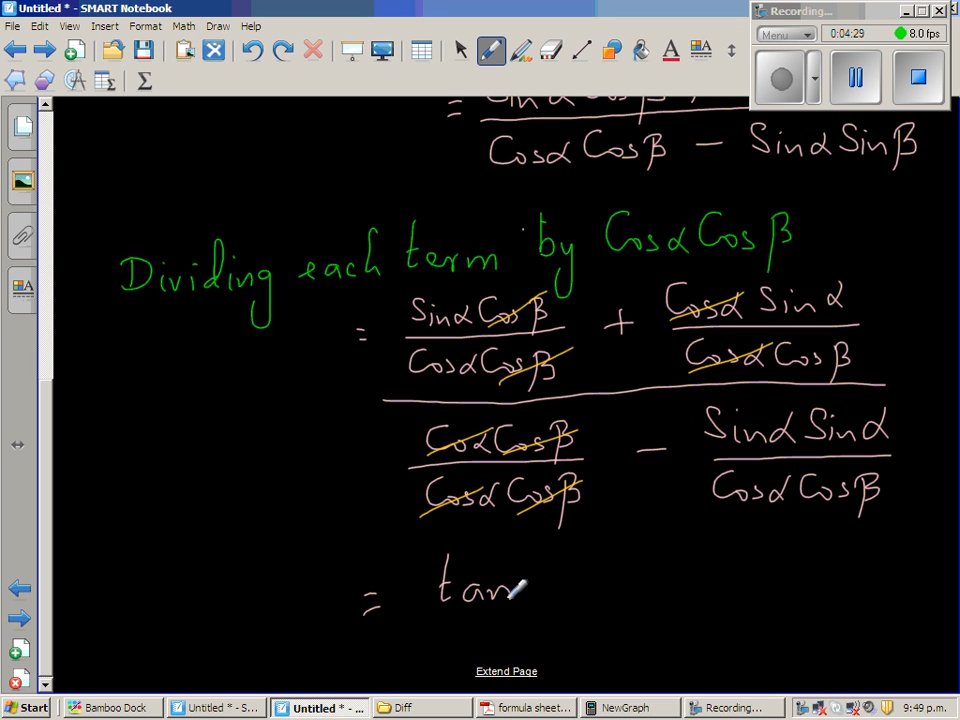 Untitled * - SMART Notebook
Recording...
File Edit View Insert Format Math Draw Help
Menu 0:04:29 8.0 fps
= Sinα Cosβ
Cosα Cosβ - Sinα Sinβ
Dividing each term by Cosα Cosβ
= Sinα Cosβ + Cosα Sinα
Cosα Cosβ Cosα Cosβ
Cosα Cosβ - Sinα Sinα
Cosα Cosβ Cosα Cosβ
= tan
Extend Page
Start Bamboo Dock Untitled * - S... Untitled * - ... Diff formula sheet... NewGraph Recording... 9:49 p.m.